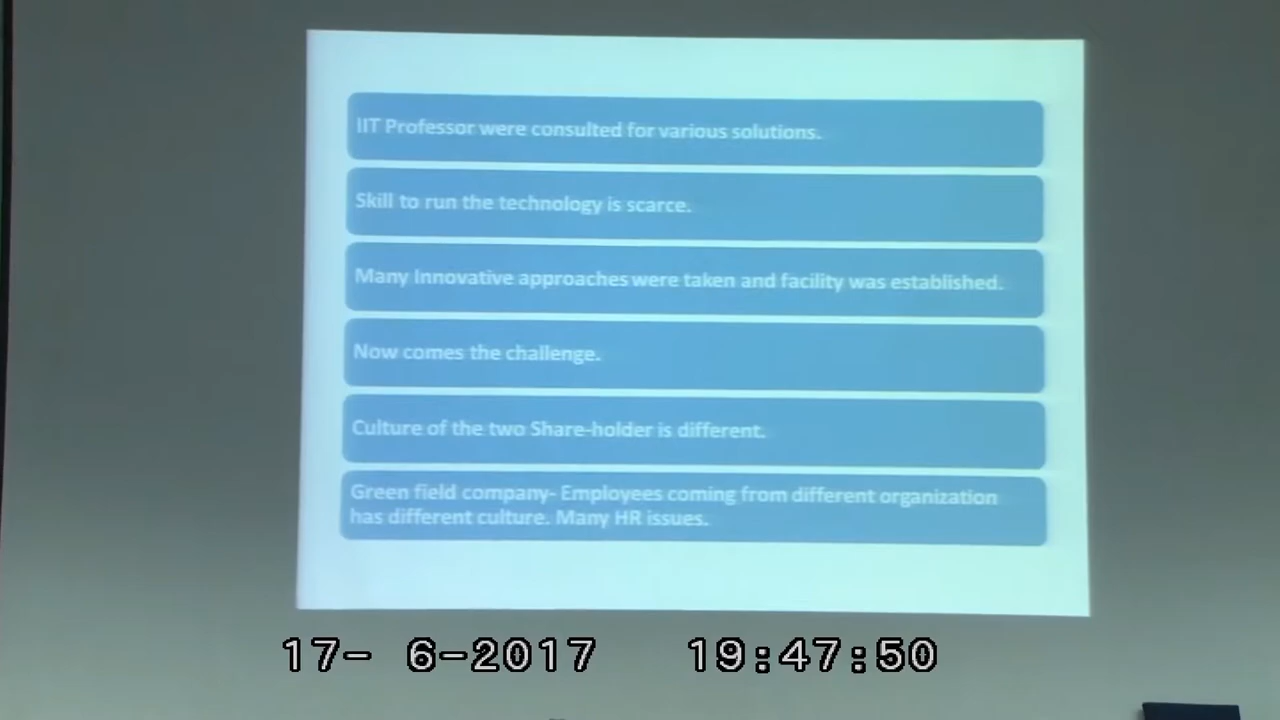 IIT Professor were consulted for various solutions.
Skill to run the technology is scarce.
Many Innovative approaches were taken and facility was established.
Now comes the challenge.
Culture of the two Share-holder is different.
Green field company- Employees coming from different organization
has different culture. Many HR issues.
17- 6-2017 19:47:50